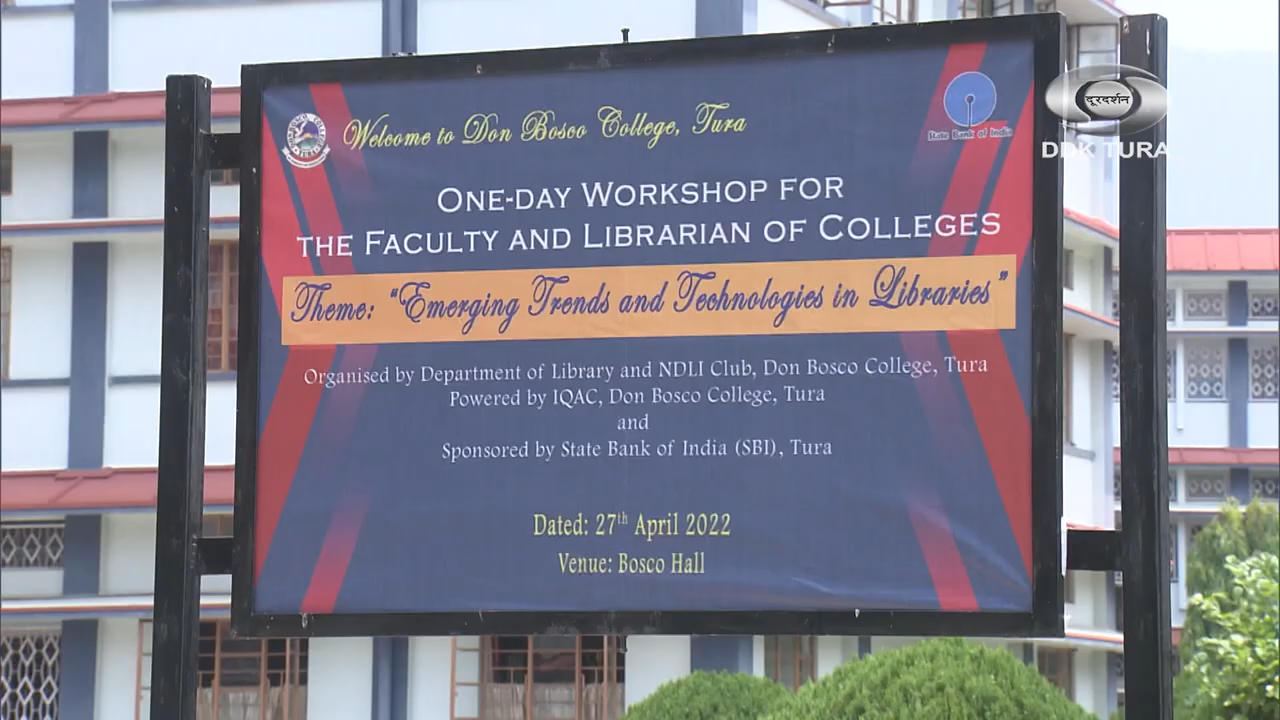 Welcome to Don Bosco College, Tura
State Bank of India
दूरदर्शन
DDK TURA
ONE-DAY WORKSHOP FOR
THE FACULTY AND LIBRARIAN OF COLLEGES
Theme: "Emerging Trends and Technologies in Libraries"
Organised by Department of Library and NDLI Club, Don Bosco College, Tura
Powered by IQAC, Don Bosco College, Tura
and
Sponsored by State Bank of India (SBI), Tura
Dated: 27th April 2022
Venue: Bosco Hall